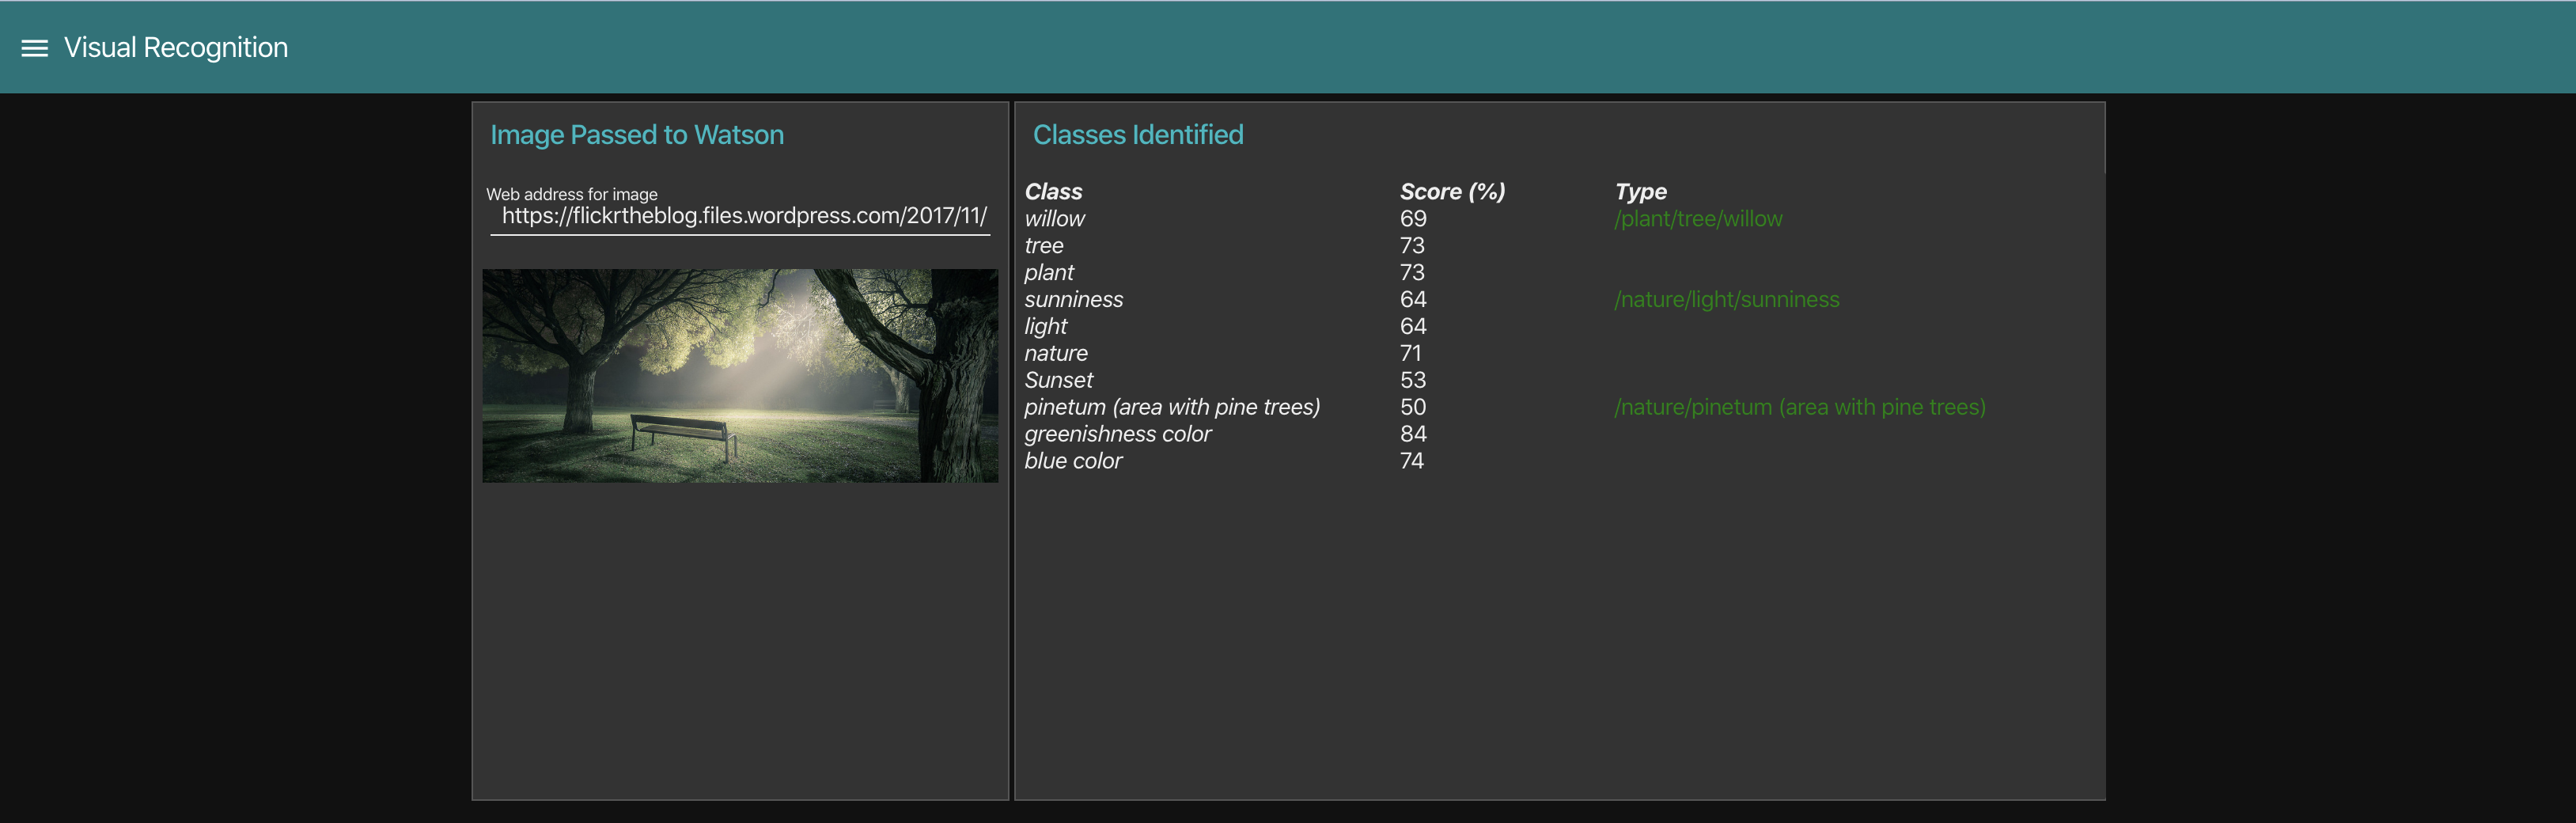 Visual Recognition
Image Passed to Watson
Web address for image
https://flickrtheblog.files.wordpress.com/2017/11/
Classes Identified
Class Score (%) Type
willow 69 /plant/tree/willow
tree 73
plant 73
sunniness 64 /nature/light/sunniness
light 64
nature 71
Sunset 53
pinetum (area with pine trees) 50 /nature/pinetum (area with pine trees)
greenishness color 84
blue color 74